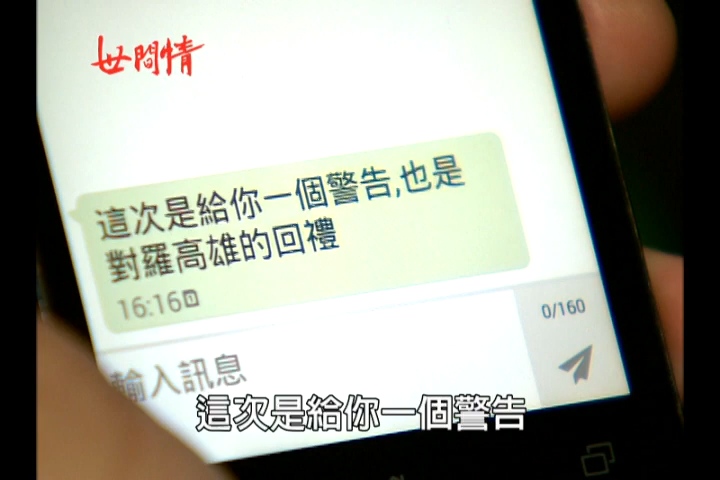 世間情
這次是給你一個警告,也是
對羅高雄的回禮
16:16
0/160
輸入訊息
這次是給你一個警告